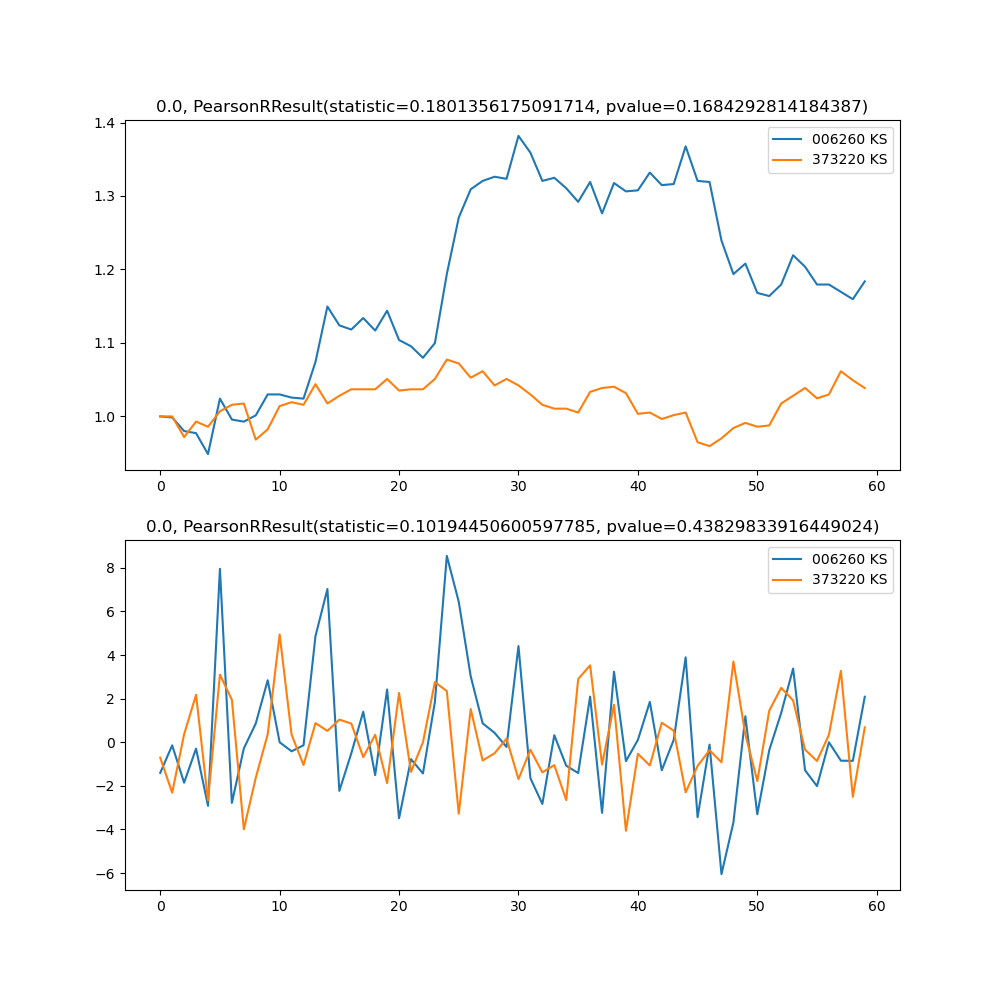 0.0, PearsonRResult(statistic=0.1801356175091714, pvalue=0.1684292814184387)
1.4
1.3
1.2
1.1
1.0
006260 KS
373220 KS
0 10 20 30 40 50 60
0.0, PearsonRResult(statistic=0.10194450600597785, pvalue=0.43829833916449024)
8
6
4
2
0
−2
−4
−6
006260 KS
373220 KS
0 10 20 30 40 50 60